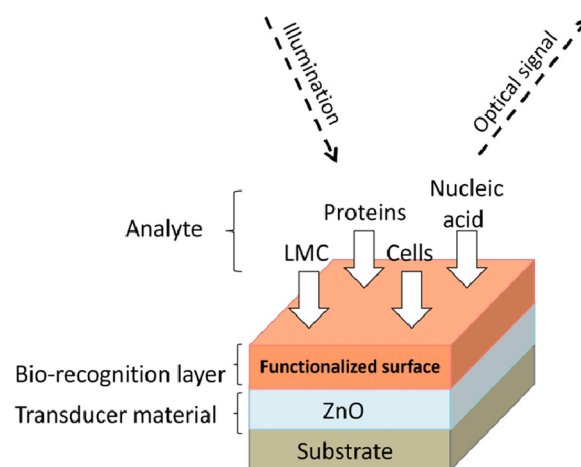 Illumination
Optical signal
Nucleic
acid
Proteins
Analyte
LMC
Cells
Functionalized surface
Bio-recognition layer
ZnO
Transducer material
Substrate